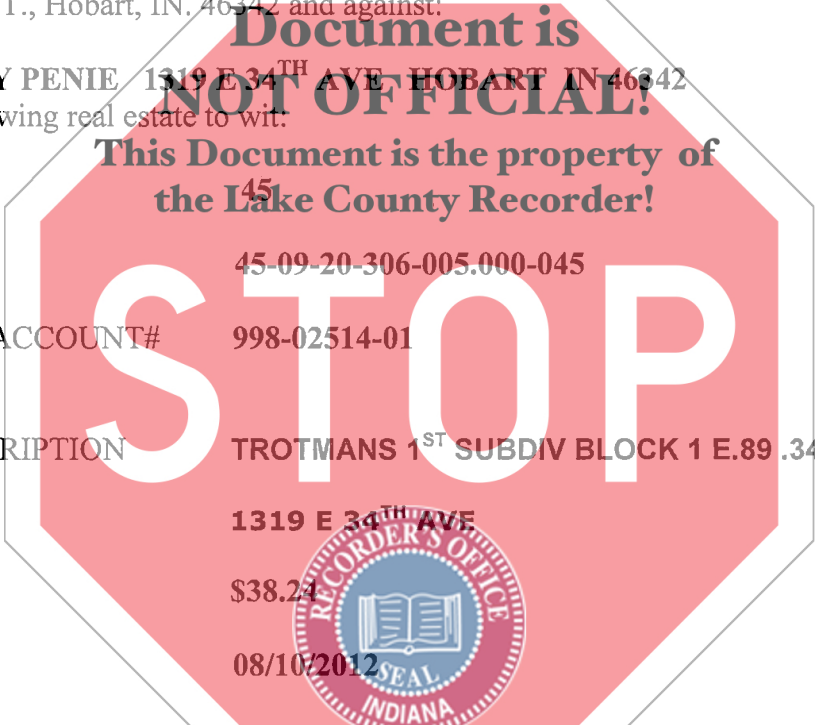 T., Hobart, IN. 46342 and against:
Document is
Y PENIE 1319 E 34TH AVE HOBART IN 46342
NOT OFFICIAL!
wing real estate to wit:
This Document is the property of
45
the Lake County Recorder!
45-09-20-306-005.000-045
STOP
ACCOUNT# 998-02514-01
RIPTION TROTMANS 1ST SUBDIV BLOCK 1 E.89 .34
1319 E 34TH AVE
RECORDER'S OFFICE
$38.24
08/10/2012
SEAL
INDIANA